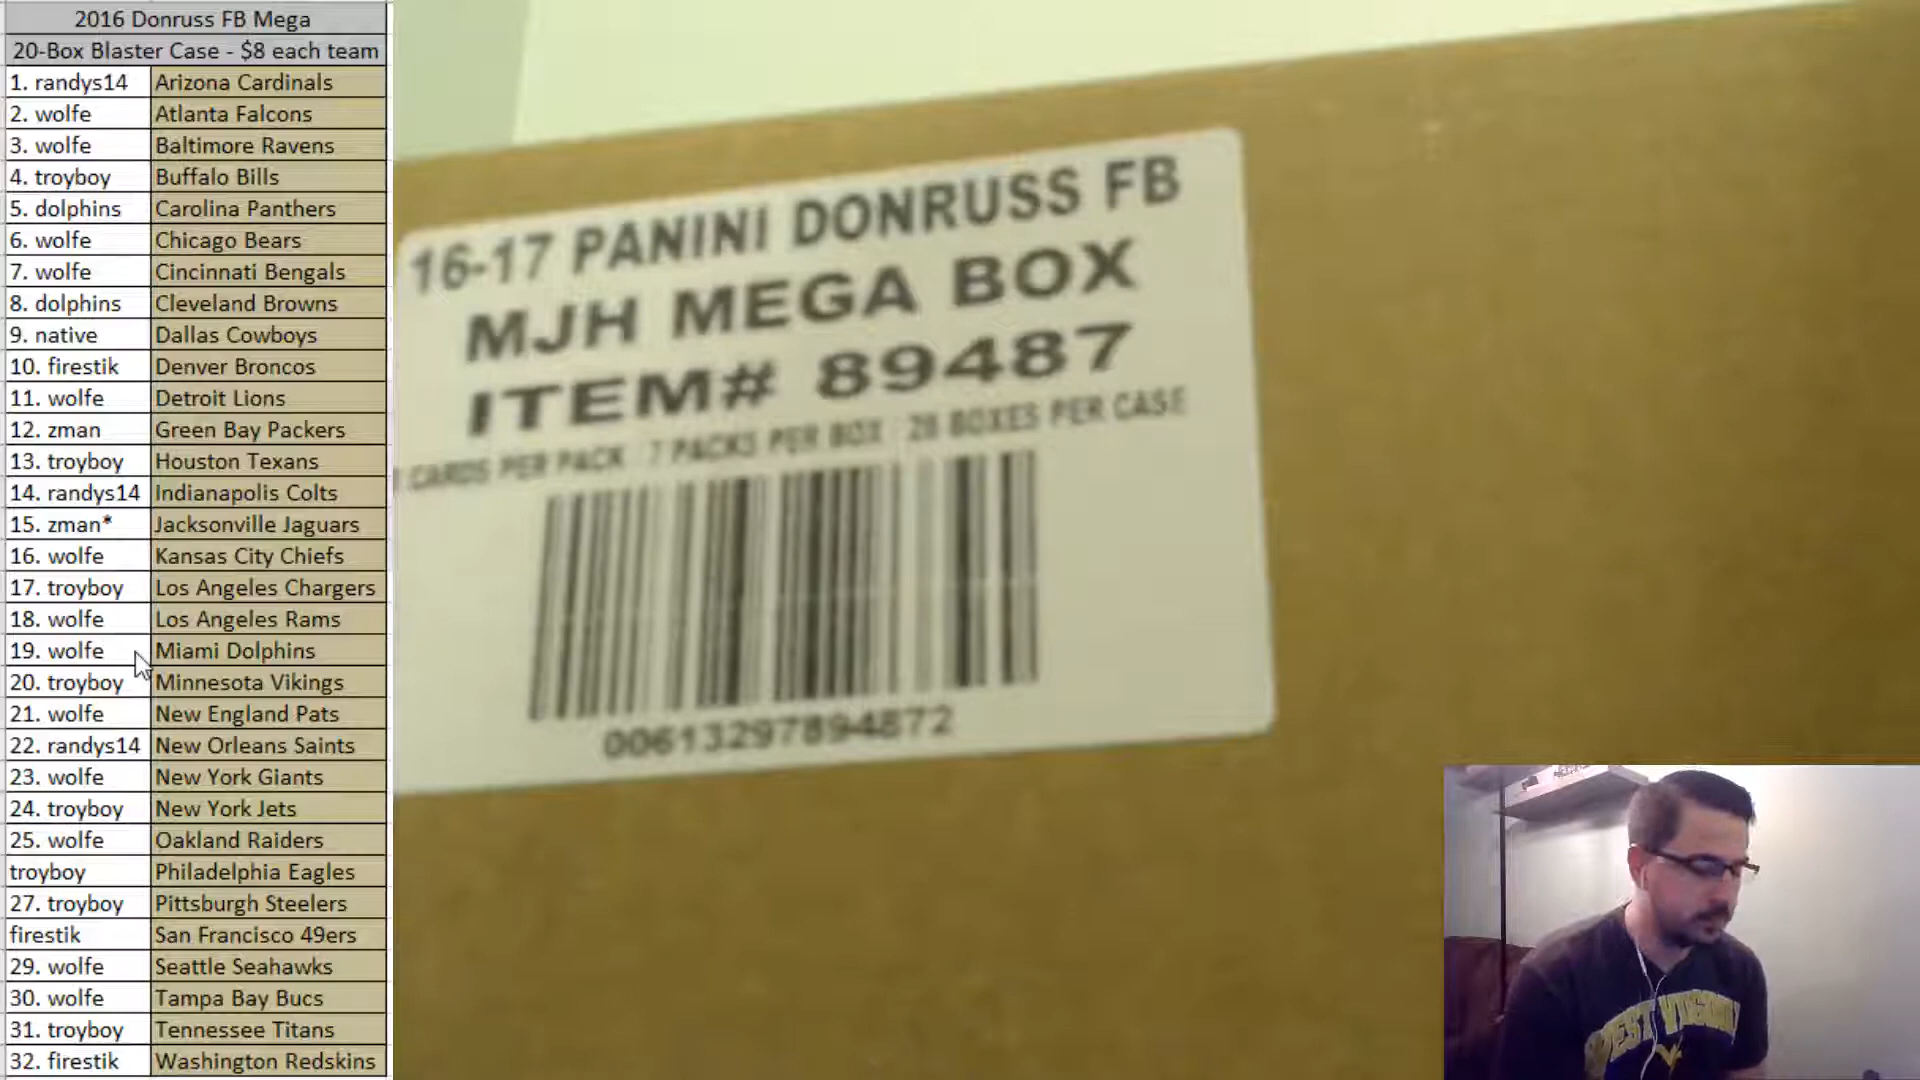 2016 Donruss FB Mega
20-Box Blaster Case - $8 each team
1. randys14 Arizona Cardinals
2. wolfe Atlanta Falcons
3. wolfe Baltimore Ravens
4. troyboy Buffalo Bills
5. dolphins Carolina Panthers
6. wolfe Chicago Bears
7. wolfe Cincinnati Bengals
8. dolphins Cleveland Browns
9. native Dallas Cowboys
10. firestik Denver Broncos
11. wolfe Detroit Lions
12. zman Green Bay Packers
13. troyboy Houston Texans
14. randys14 Indianapolis Colts
15. zman* Jacksonville Jaguars
16. wolfe Kansas City Chiefs
17. troyboy Los Angeles Chargers
18. wolfe Los Angeles Rams
19. wolfe Miami Dolphins
20. troyboy Minnesota Vikings
21. wolfe New England Pats
22. randys14 New Orleans Saints
23. wolfe New York Giants
24. troyboy New York Jets
25. wolfe Oakland Raiders
troyboy Philadelphia Eagles
27. troyboy Pittsburgh Steelers
firestik San Francisco 49ers
29. wolfe Seattle Seahawks
30. wolfe Tampa Bay Bucs
31. troyboy Tennessee Titans
32. firestik Washington Redskins
16-17 PANINI DONRUSS FB
MJH MEGA BOX
ITEM# 89487
CARDS PER PACK 7 PACKS PER BOX 20 BOXES PER CASE
00613297894872
WEST VIRGINIA